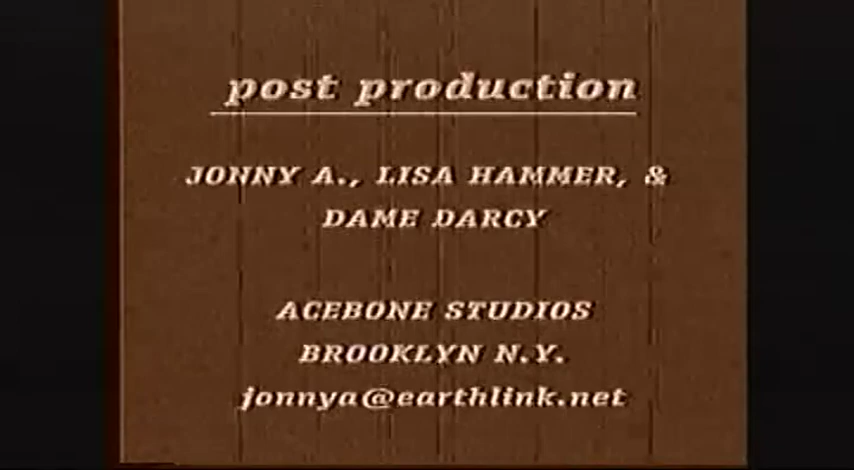 post production
JONNY A., LISA HAMMER, &
DAME DARCY
ACEBONE STUDIOS
BROOKLYN N.Y.
jonnya@earthlink.net